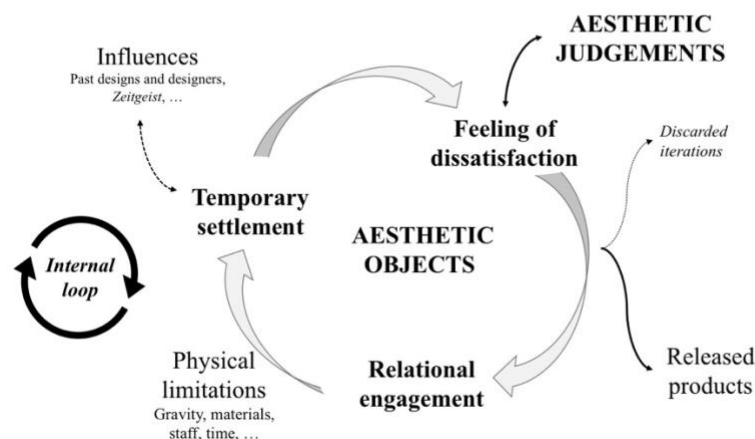 Influences
Past designs and designers,
Zeitgeist, …
AESTHETIC
JUDGEMENTS
Feeling of
dissatisfaction
Discarded
iterations
Temporary
settlement
AESTHETIC
OBJECTS
Internal
loop
Physical
limitations
Gravity, materials,
staff, time, …
Relational
engagement
Released
products